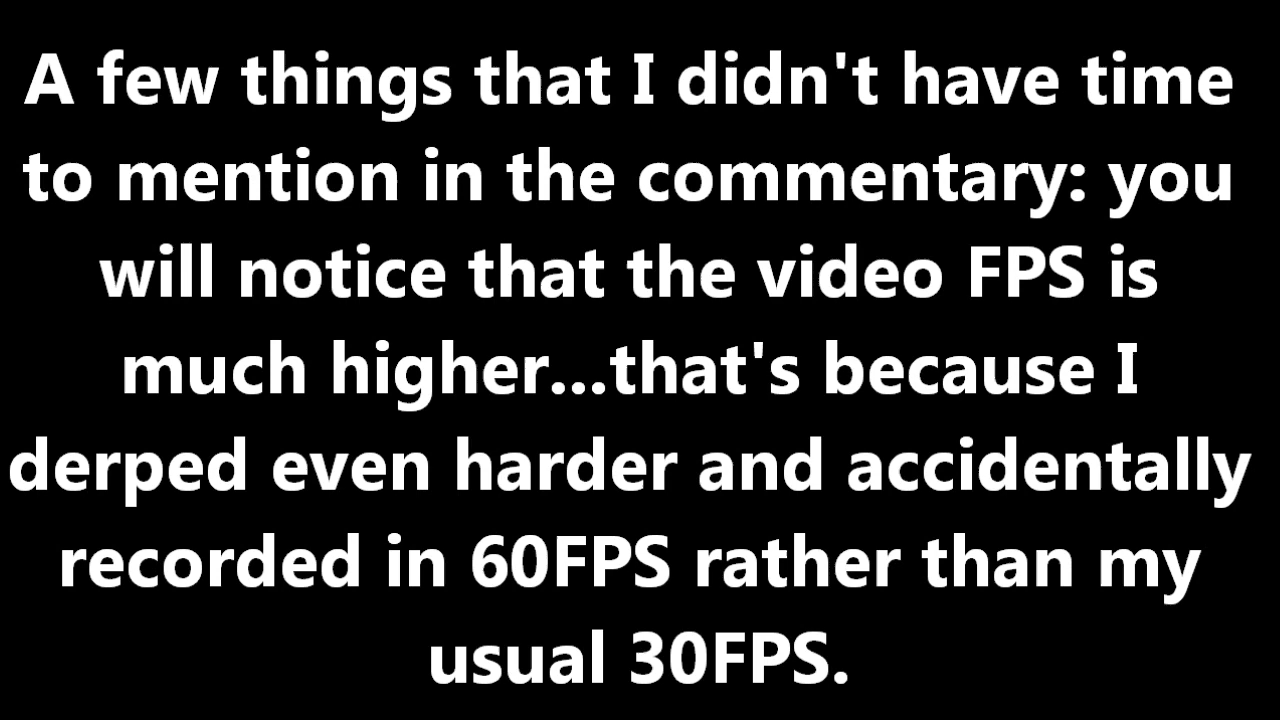 A few things that I didn't have time
to mention in the commentary: you
will notice that the video FPS is
much higher...that's because I
derped even harder and accidentally
recorded in 60FPS rather than my
usual 30FPS.